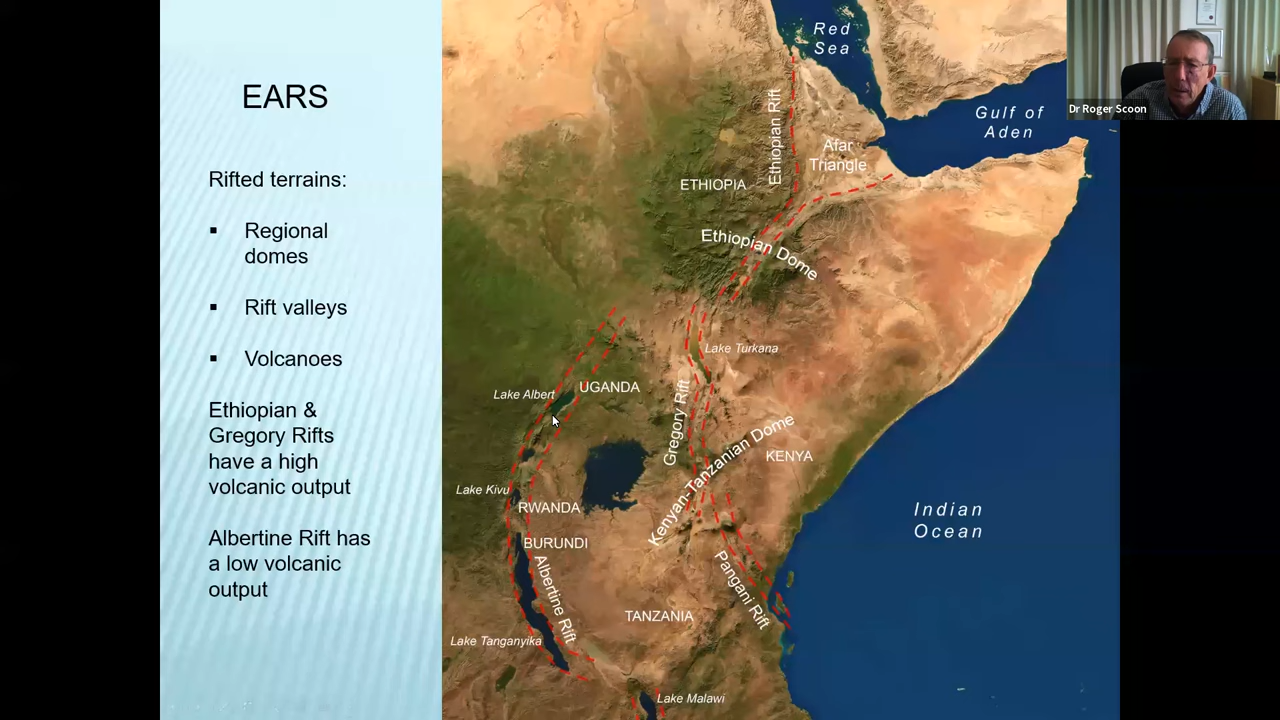 EARS
Rifted terrains:
▪ Regional
domes
▪ Rift valleys
▪ Volcanoes
Ethiopian &
Gregory Rifts
have a high
volcanic output
Albertine Rift has
a low volcanic
output
Red
Sea
Dr Roger Scoon
Gulf of
Aden
Ethiopian Rift
Afar
Triangle
ETHIOPIA
Ethiopian Dome
Lake Turkana
Lake Albert
UGANDA
Gregory Rift
Kenyan-Tanzanian Dome
KENYA
Lake Kivu
RWANDA
Indian
Ocean
BURUNDI
Albertine Rift
Pangani Rift
TANZANIA
Lake Tanganyika
Lake Malawi